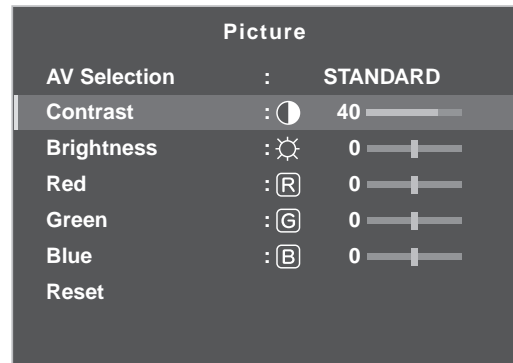 Picture
AV Selection : STANDARD
Contrast : 40
Brightness : 0
Red : R 0
Green : G 0
Blue : B 0
Reset